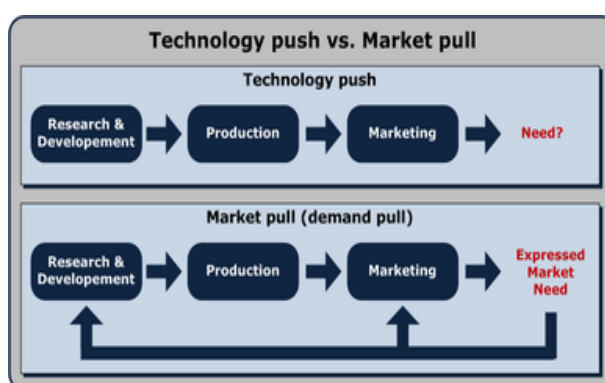 Technology push vs. Market pull
Technology push
Research &
Developement
Production
Marketing
Need?
Market pull (demand pull)
Research &
Developement
Production
Marketing
Expressed
Market
Need